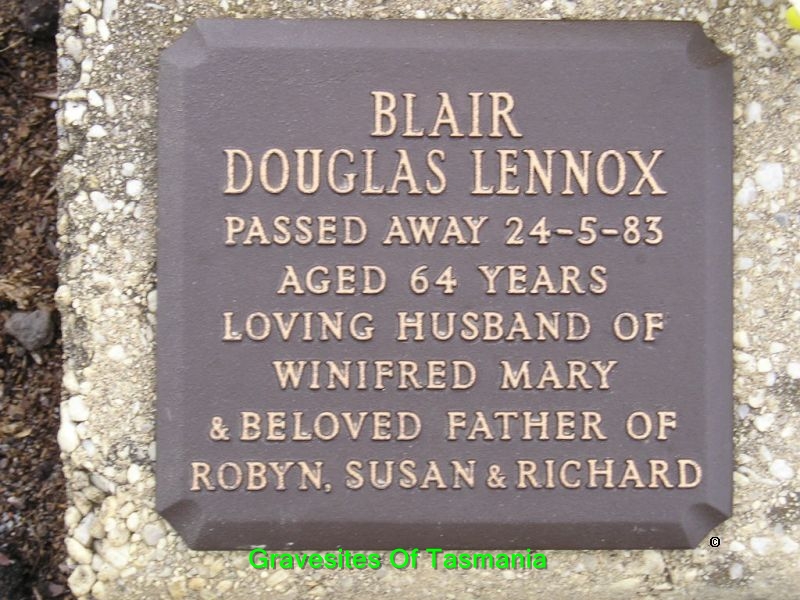 BLAIR
DOUGLAS LENNOX
PASSED AWAY 24-5-83
AGED 64 YEARS
LOVING HUSBAND OF
WINIFRED MARY
& BELOVED FATHER OF
ROBYN, SUSAN & RICHARD
©
Gravesites Of Tasmania